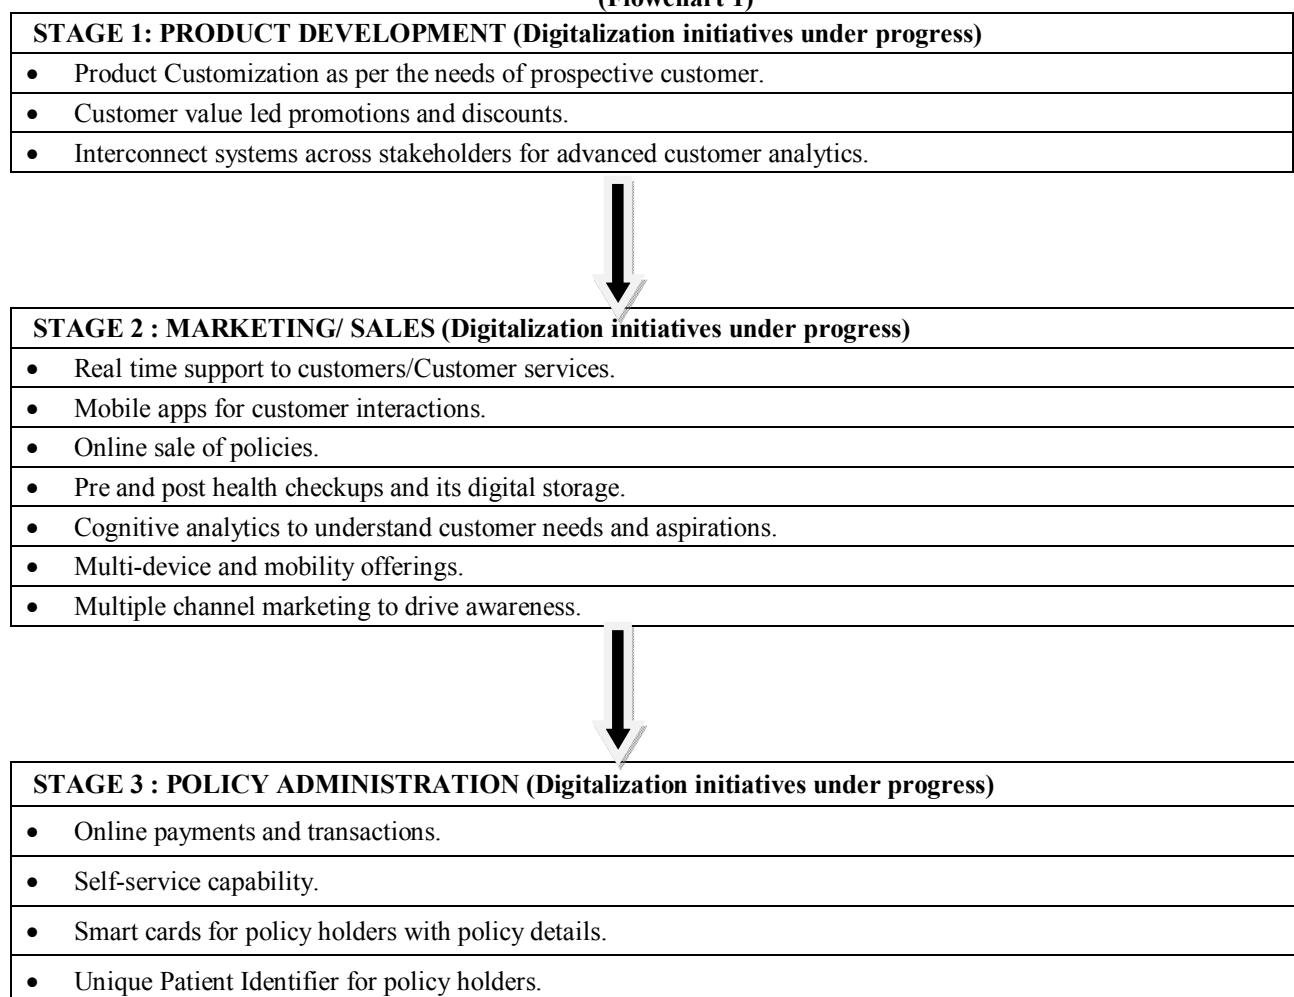 (Flowchart 1)
STAGE 1: PRODUCT DEVELOPMENT (Digitalization initiatives under progress)
• Product Customization as per the needs of prospective customer.
• Customer value led promotions and discounts.
• Interconnect systems across stakeholders for advanced customer analytics.
STAGE 2 : MARKETING/ SALES (Digitalization initiatives under progress)
• Real time support to customers/Customer services.
• Mobile apps for customer interactions.
• Online sale of policies.
• Pre and post health checkups and its digital storage.
• Cognitive analytics to understand customer needs and aspirations.
• Multi-device and mobility offerings.
• Multiple channel marketing to drive awareness.
STAGE 3 : POLICY ADMINISTRATION (Digitalization initiatives under progress)
• Online payments and transactions.
• Self-service capability.
• Smart cards for policy holders with policy details.
• Unique Patient Identifier for policy holders.